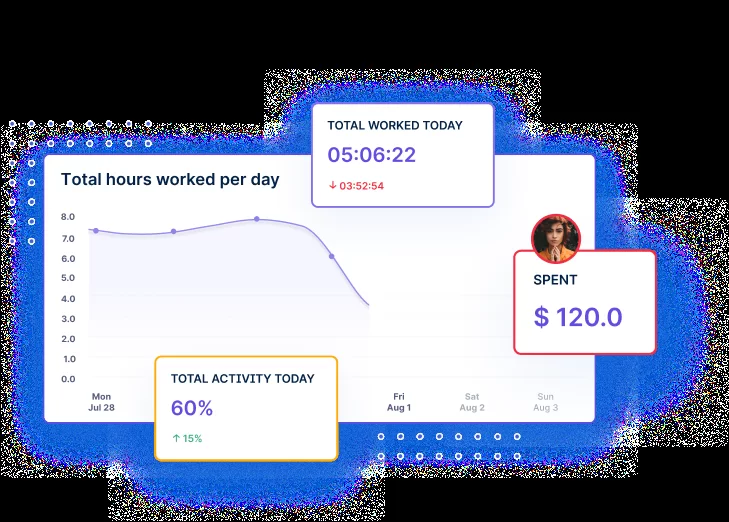 TOTAL WORKED TODAY
05:06:22
↓ 03:52:54
Total hours worked per day
8.0
7.0
6.0
5.0
4.0
3.0
2.0
1.0
0.0
SPENT
$ 120.0
TOTAL ACTIVITY TODAY
60%
↑ 15%
Mon
Jul 28
Fri
Aug 1
Sat
Aug 2
Sun
Aug 3